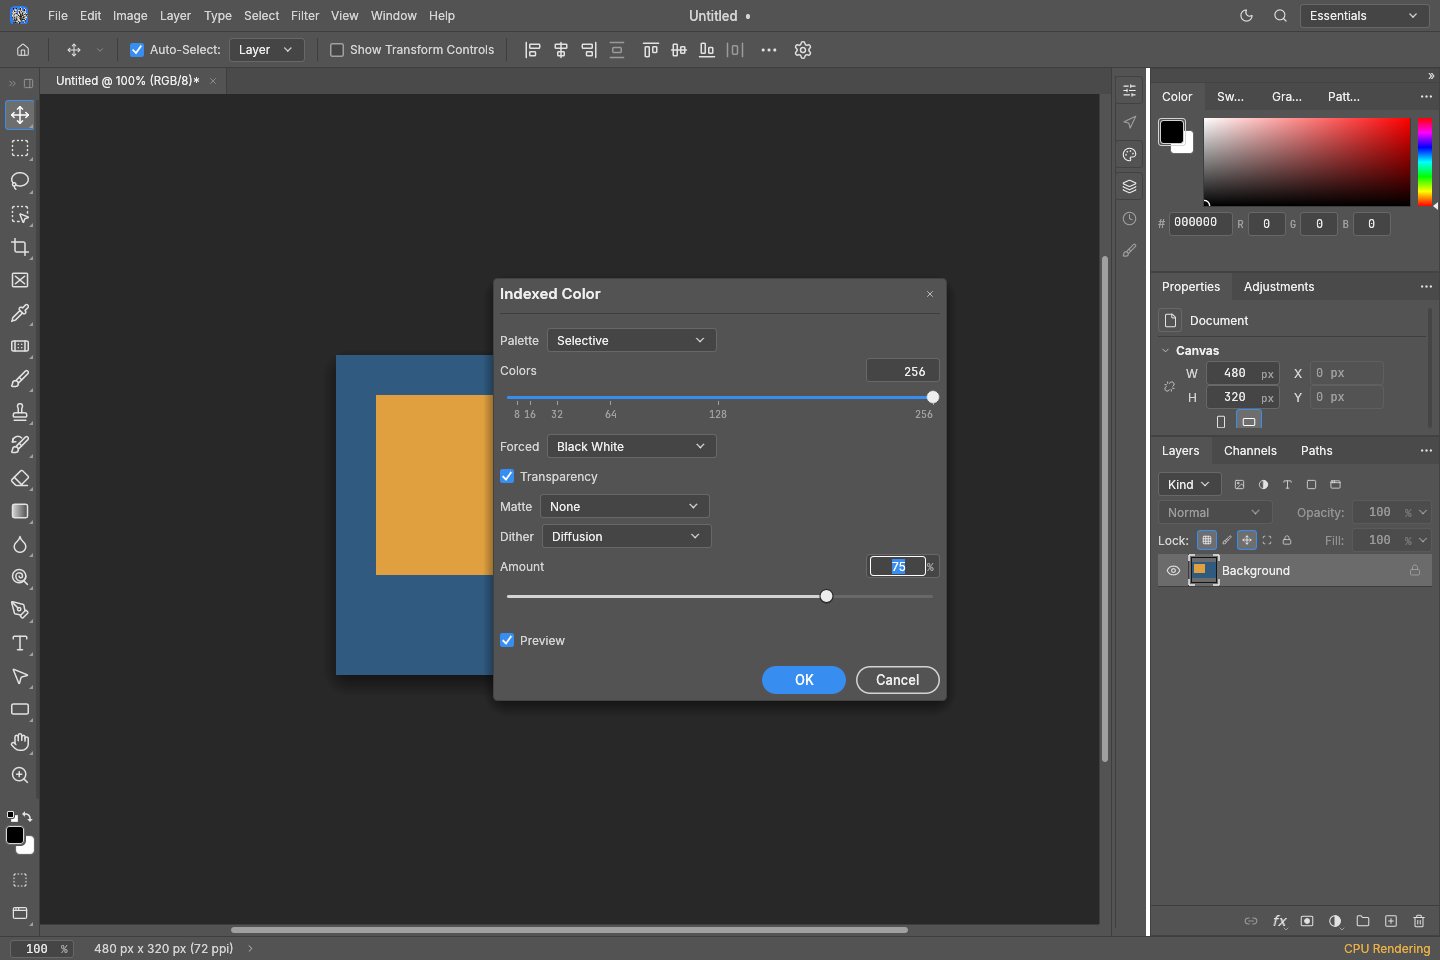 File Edit Image Layer Type Select Filter View Window Help
Untitled •
Essentials
Auto-Select: Layer Show Transform Controls
Untitled @ 100% (RGB/8)*
Color Sw... Gra... Patt...
# 000000 R 0 G 0 B 0
Properties Adjustments
Document
Canvas
W 480 px X 0 px
H 320 px Y 0 px
Layers Channels Paths
Kind
Normal Opacity: 100 %
Lock: Fill: 100 %
Background
Indexed Color
Palette Selective
Colors 256
8 16 32 64 128 256
Forced Black White
Transparency
Matte None
Dither Diffusion
Amount 75 %
Preview
OK Cancel
100 % 480 px x 320 px (72 ppi)
CPU Rendering